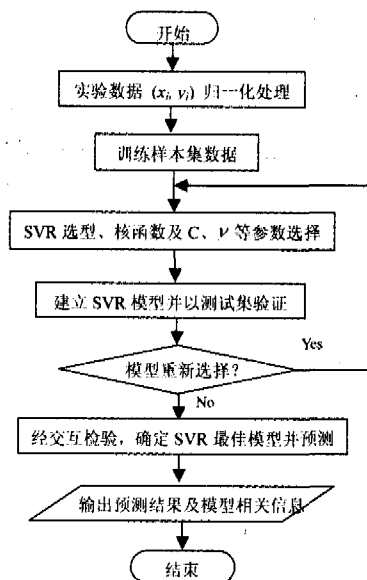 开始
实验数据 (xi, yi) 归一化处理
训练样本集数据
SVR 选型、核函数及 C、ν 等参数选择
建立 SVR 模型并以测试集验证
Yes
模型重新选择?
No
经交互检验，确定 SVR 最佳模型并预测
输出预测结果及模型相关信息
结束